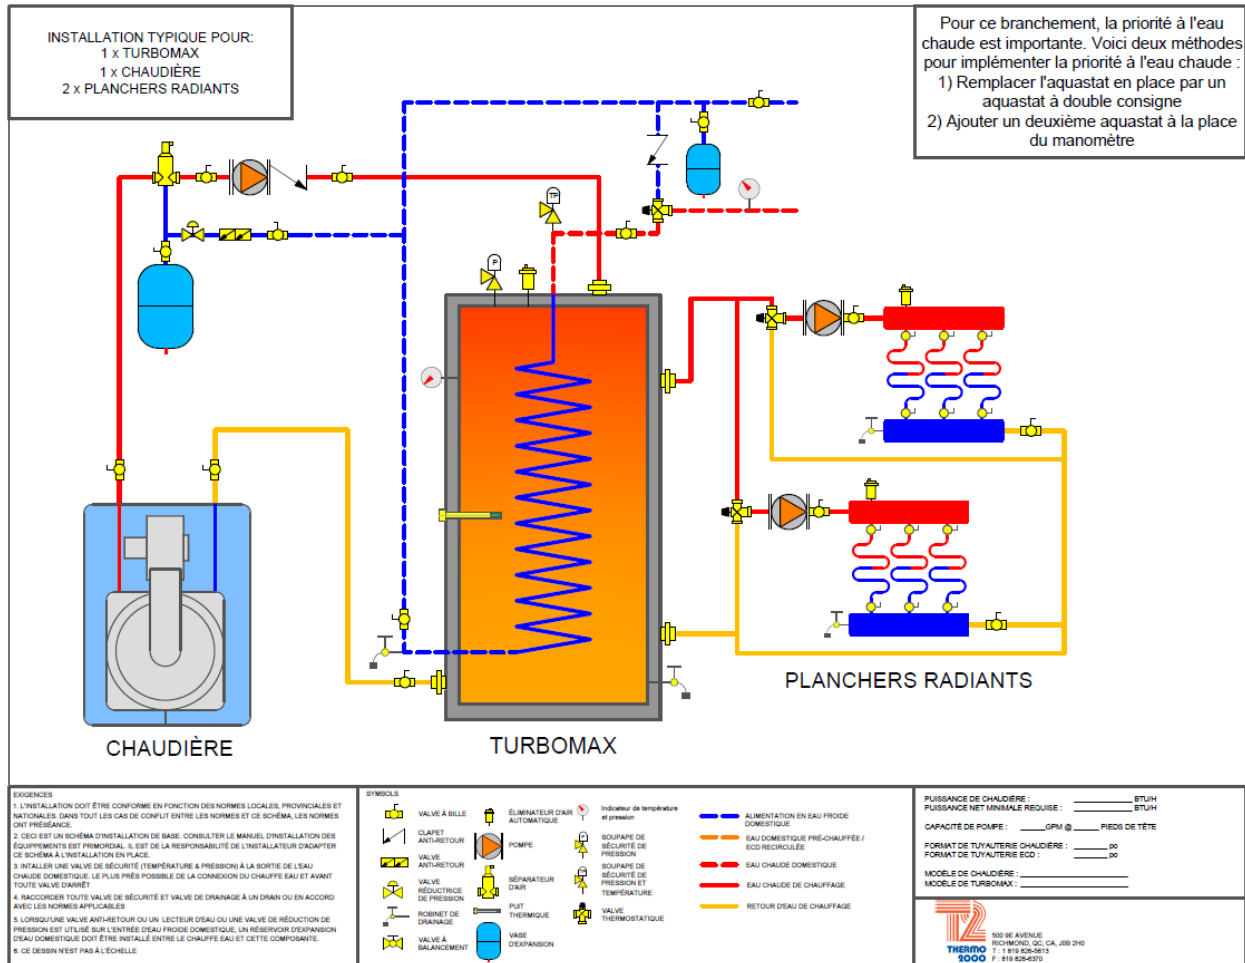 INSTALLATION TYPIQUE POUR:
1 x TURBOMAX
1 x CHAUDIÈRE
2 x PLANCHERS RADIANTS
Pour ce branchement, la priorité à l'eau
chaude est importante. Voici deux méthodes
pour implémenter la priorité à l'eau chaude :
1) Remplacer l'aquastat en place par un
aquastat à double consigne
2) Ajouter un deuxième aquastat à la place
du manomètre
TP
P
CHAUDIÈRE
TURBOMAX
PLANCHERS RADIANTS
EXIGENCES
1. L'INSTALLATION DOIT ÊTRE CONFORME EN FONCTION DES NORMES LOCALES, PROVINCIALES ET
NATIONALES. DANS TOUT LES CAS DE CONFLIT ENTRE LES NORMES ET CE SCHÉMA, LES NORMES
ONT PRÉSÉANCE.
2. CECI EST UN SCHÉMA D'INSTALLATION DE BASE. CONSULTER LE MANUEL D'INSTALLATION DES
ÉQUIPEMENTS EST PRIMORDIAL. IL EST DE LA RESPONSABILITÉ DE L'INSTALLATEUR D'ADAPTER
CE SCHÉMA À L'INSTALLATION EN PLACE.
3. INTALLER UNE VALVE DE SÉCURITÉ (TEMPÉRATURE & PRESSION) À LA SORTIE DE L'EAU
CHAUDE DOMESTIQUE. LE PLUS PRÈS POSSIBLE DE LA CONNEXION DU CHAUFFE EAU ET AVANT
TOUTE VALVE D'ARRÊT
4. RACCORDER TOUTE VALVE DE SÉCURITÉ ET VALVE DE DRAINAGE À UN DRAIN OU EN ACCORD
AVEC LES NORMES APPLICABLES
5. LORSQU'UNE VALVE ANTI-RETOUR OU UN LECTEUR D'EAU OU UNE VALVE DE RÉDUCTION DE
PRESSION EST UTILISÉ SUR L'ENTRÉE D'EAU FROIDE DOMESTIQUE, UN RÉSERVOIR D'EXPANSION
D'EAU DOMESTIQUE DOIT ÊTRE INSTALLÉ ENTRE LE CHAUFFE EAU ET CETTE COMPOSANTE.
6. CE DESSIN N'EST PAS À L'ÉCHELLE
SYMBOLS
VALVE À BILLE
CLAPET
ANTI-RETOUR
VALVE
ANTI-RETOUR
VALVE
RÉDUCTRICE
DE PRESSION
ROBINET DE
DRAINAGE
VALVE À
BALANCEMENT
ÉLIMINATEUR D'AIR
AUTOMATIQUE
POMPE
SÉPARATEUR
D'AIR
PUIT
THERMIQUE
VASE
D'EXPANSION
Indicateur de température
et pression
P
SOUPAPE DE
SÉCURITÉ DE
PRESSION
TP
SOUPAPE DE
SÉCURITÉ DE
PRESSION ET
TEMPÉRATURE
VALVE
THERMOSTATIQUE
ALIMENTATION EN EAU FROIDE
DOMESTIQUE
EAU DOMESTIQUE PRÉ-CHAUFFÉE /
ECD RECIRCULÉE
EAU CHAUDE DOMESTIQUE
EAU CHAUDE DE CHAUFFAGE
RETOUR D'EAU DE CHAUFFAGE
PUISSANCE DE CHAUDIÈRE : ________ BTU/H
PUISSANCE NET MINIMALE REQUISE : ________ BTU/H
CAPACITÉ DE POMPE : ____GPM @ ____ PIEDS DE TÊTE
FORMAT DE TUYAUTERIE CHAUDIÈRE : ______ po
FORMAT DE TUYAUTERIE ECD : ______ po
MODÈLE DE CHAUDIÈRE : ______________
MODÈLE DE TURBOMAX : ______________
T2
THERMO
2000
500 9E AVENUE
RICHMOND, QC, CA, J0B 2H0
T : 1 819 826-5613
F : 819 826-6370